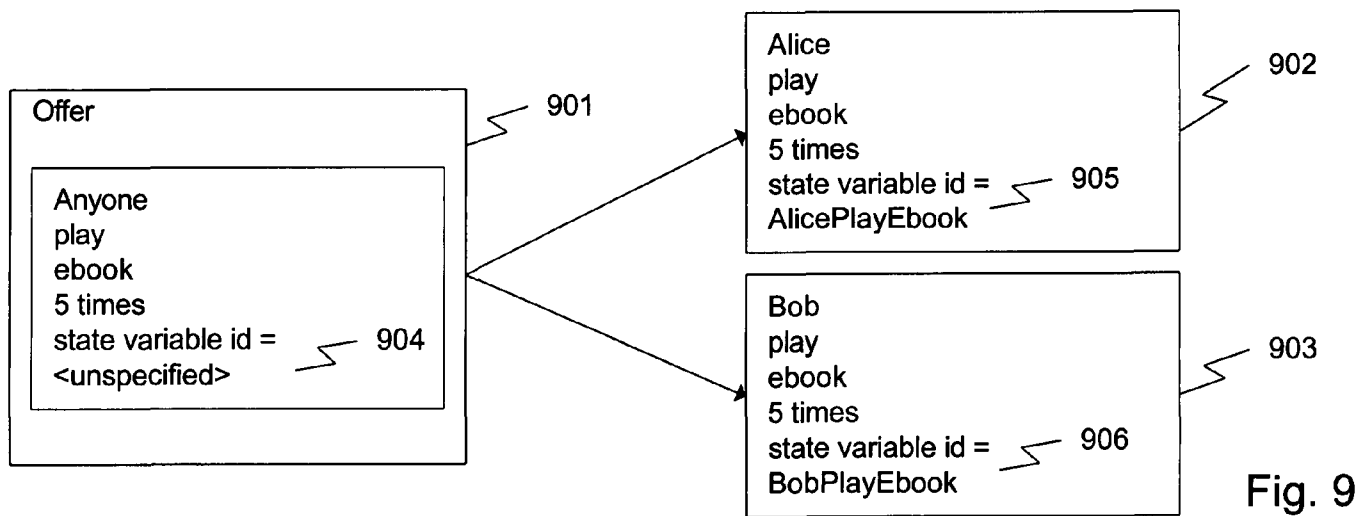 Offer
901
Anyone
play
ebook
5 times
state variable id =
904
<unspecified>
Alice
play
ebook
5 times
state variable id =
905
AlicePlayEbook
902
Bob
play
ebook
5 times
state variable id =
906
BobPlayEbook
903
Fig. 9